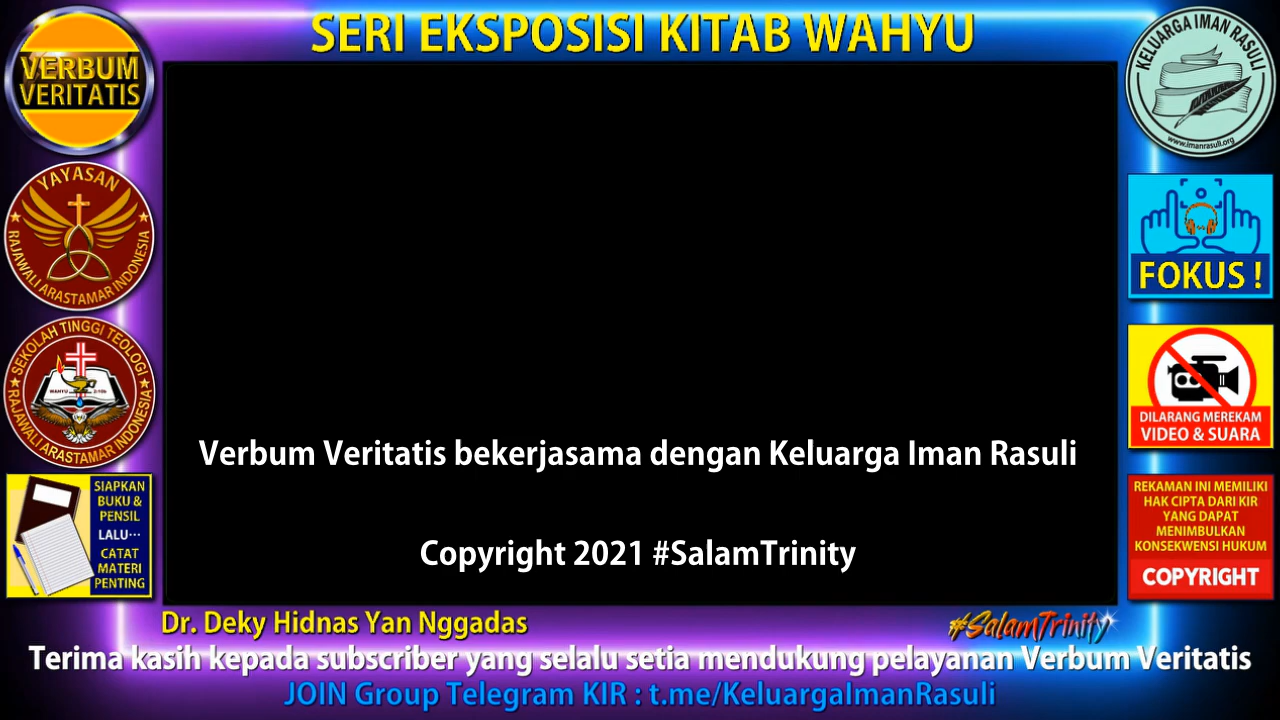 SERI EKSPOSISI KITAB WAHYU
VERBUM
VERITATIS
KELUARGA IMAN RASULI
www.imanrasuli.org
YAYASAN
RAJAWALI ARASTAMAR INDONESIA
FOKUS !
SEKOLAH TINGGI TEOLOGI
RAJAWALI ARASTAMAR INDONESIA
WAHYU
DILARANG MEREKAM
VIDEO & SUARA
Verbum Veritatis bekerjasama dengan Keluarga Iman Rasuli
Copyright 2021 #SalamTrinity
SIAPKAN
BUKU &
PENSIL
LALU...
CATAT
MATERI
PENTING
REKAMAN INI MEMILIKI
HAK CIPTA DARI KIR
YANG DAPAT
MENIMBULKAN
KONSEKWENSI HUKUM
COPYRIGHT
Dr. Deky Hidnas Yan Nggadas
#SalamTrinity
Terima kasih kepada subscriber yang selalu setia mendukung pelayanan Verbum Veritatis
JOIN Group Telegram KIR : t.me/KeluargaImanRasuli